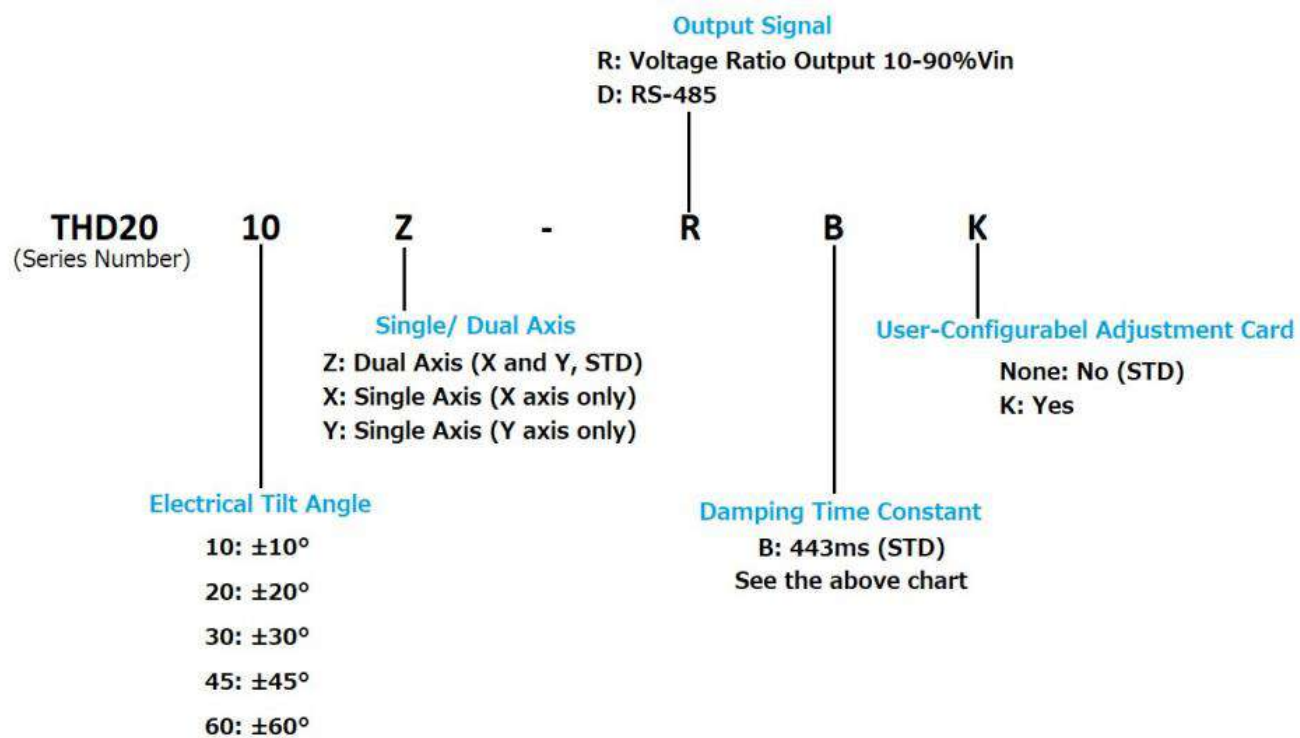 Output Signal
R: Voltage Ratio Output 10-90%Vin
D: RS-485
THD20 10 Z - R B K
(Series Number)
Single/ Dual Axis
Z: Dual Axis (X and Y, STD)
X: Single Axis (X axis only)
Y: Single Axis (Y axis only)
User-Configurabel Adjustment Card
None: No (STD)
K: Yes
Electrical Tilt Angle
10: ±10°
20: ±20°
30: ±30°
45: ±45°
60: ±60°
Damping Time Constant
B: 443ms (STD)
See the above chart